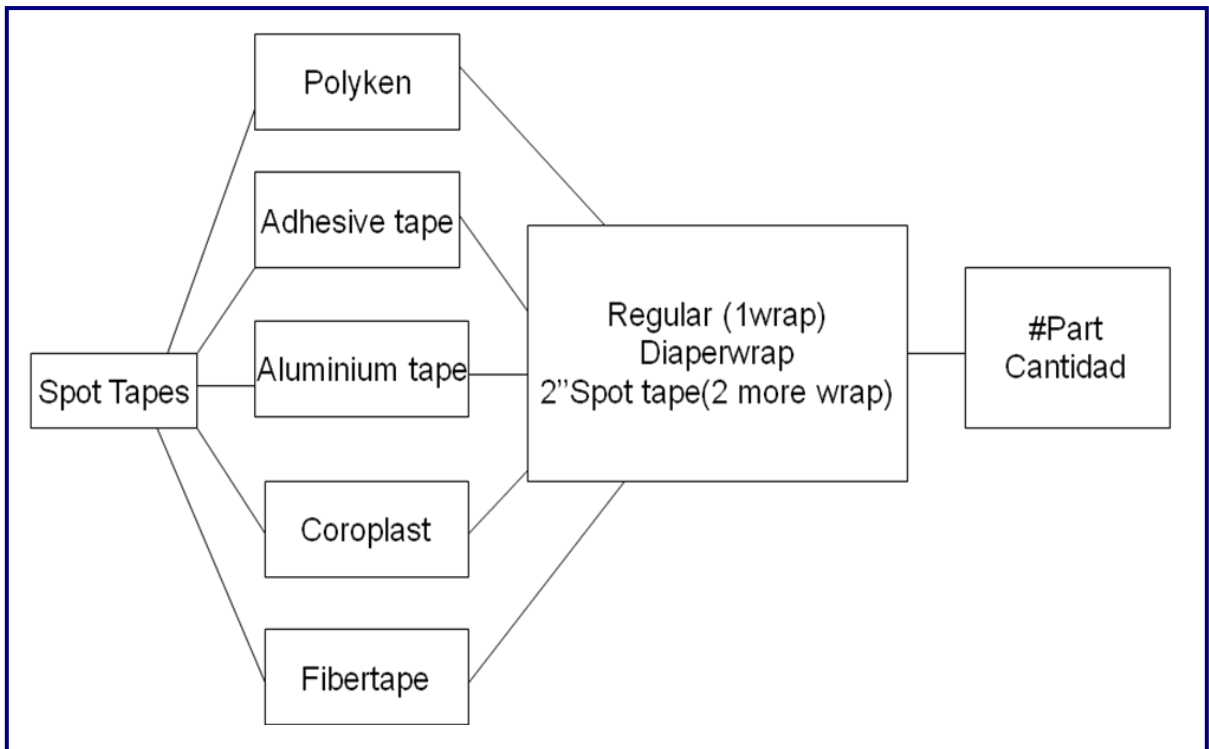 Polyken
Adhesive tape
Aluminium tape
Spot Tapes
Coroplast
Fibertape
Regular (1wrap)
Diaperwrap
2”Spot tape(2 more wrap)
#Part
Cantidad